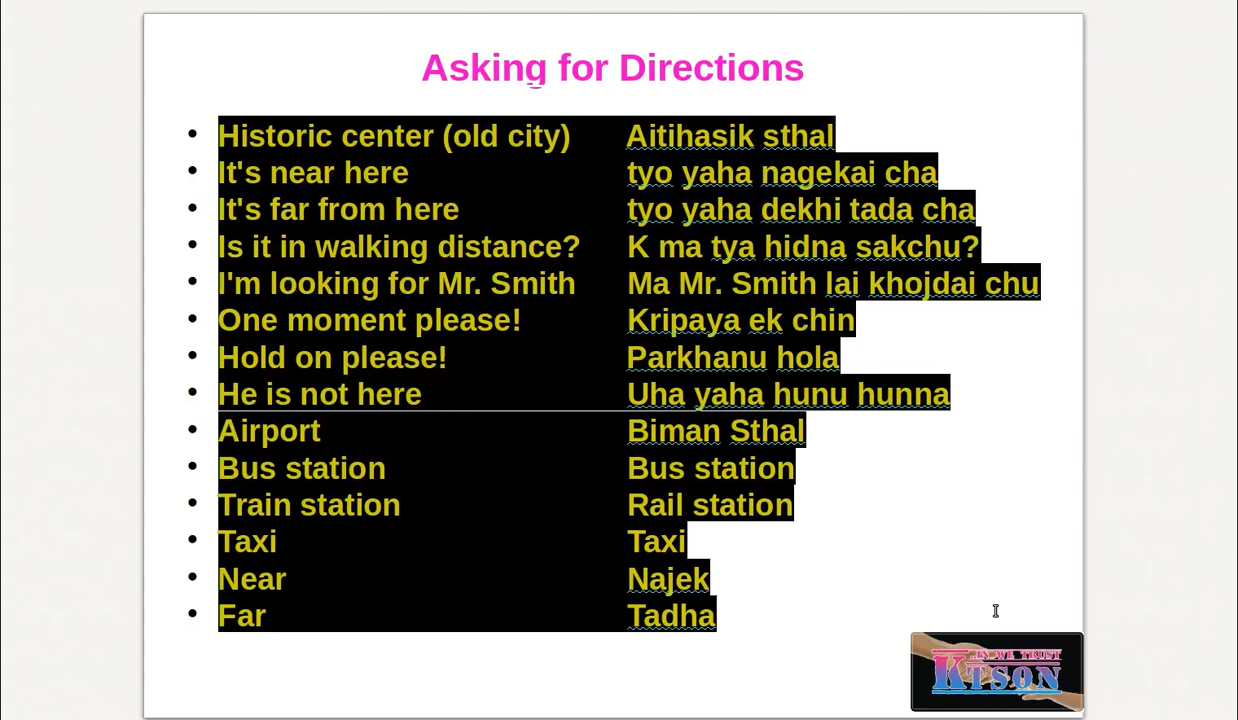 Asking for Directions
Historic center (old city) Aitihasik sthal
It's near here tyo yaha nagekai cha
It's far from here tyo yaha dekhi tada cha
Is it in walking distance? K ma tya hidna sakchu?
I'm looking for Mr. Smith Ma Mr. Smith lai khojdai chu
One moment please! Kripaya ek chin
Hold on please! Parkhanu hola
He is not here Uha yaha hunu hunna
Airport Biman Sthal
Bus station Bus station
Train station Rail station
Taxi Taxi
Near Najek
Far Tadha
..IN WE TRUST
KTSON